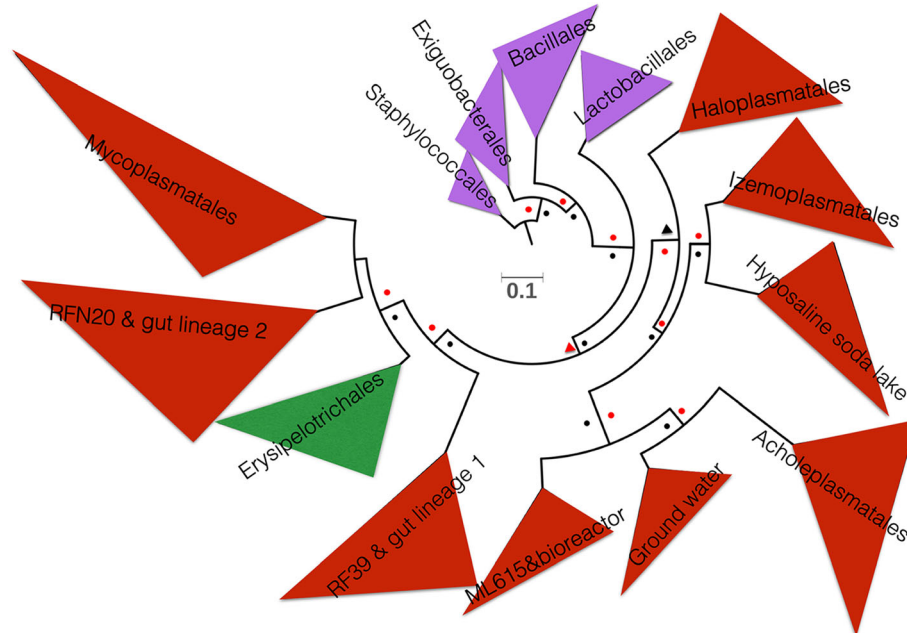 Bacillales
Exiguobacterales
Lactobacillales
Staphylococcales
Haloplasmatales
Mycoplasmatales
Izemoplasmatales
Hyposaline soda lake
0.1
RFN20 & gut lineage 2
Erysipelotrichales
Acholeplasmatales
RF39 & gut lineage 1
ML615&bioreactor
Ground water